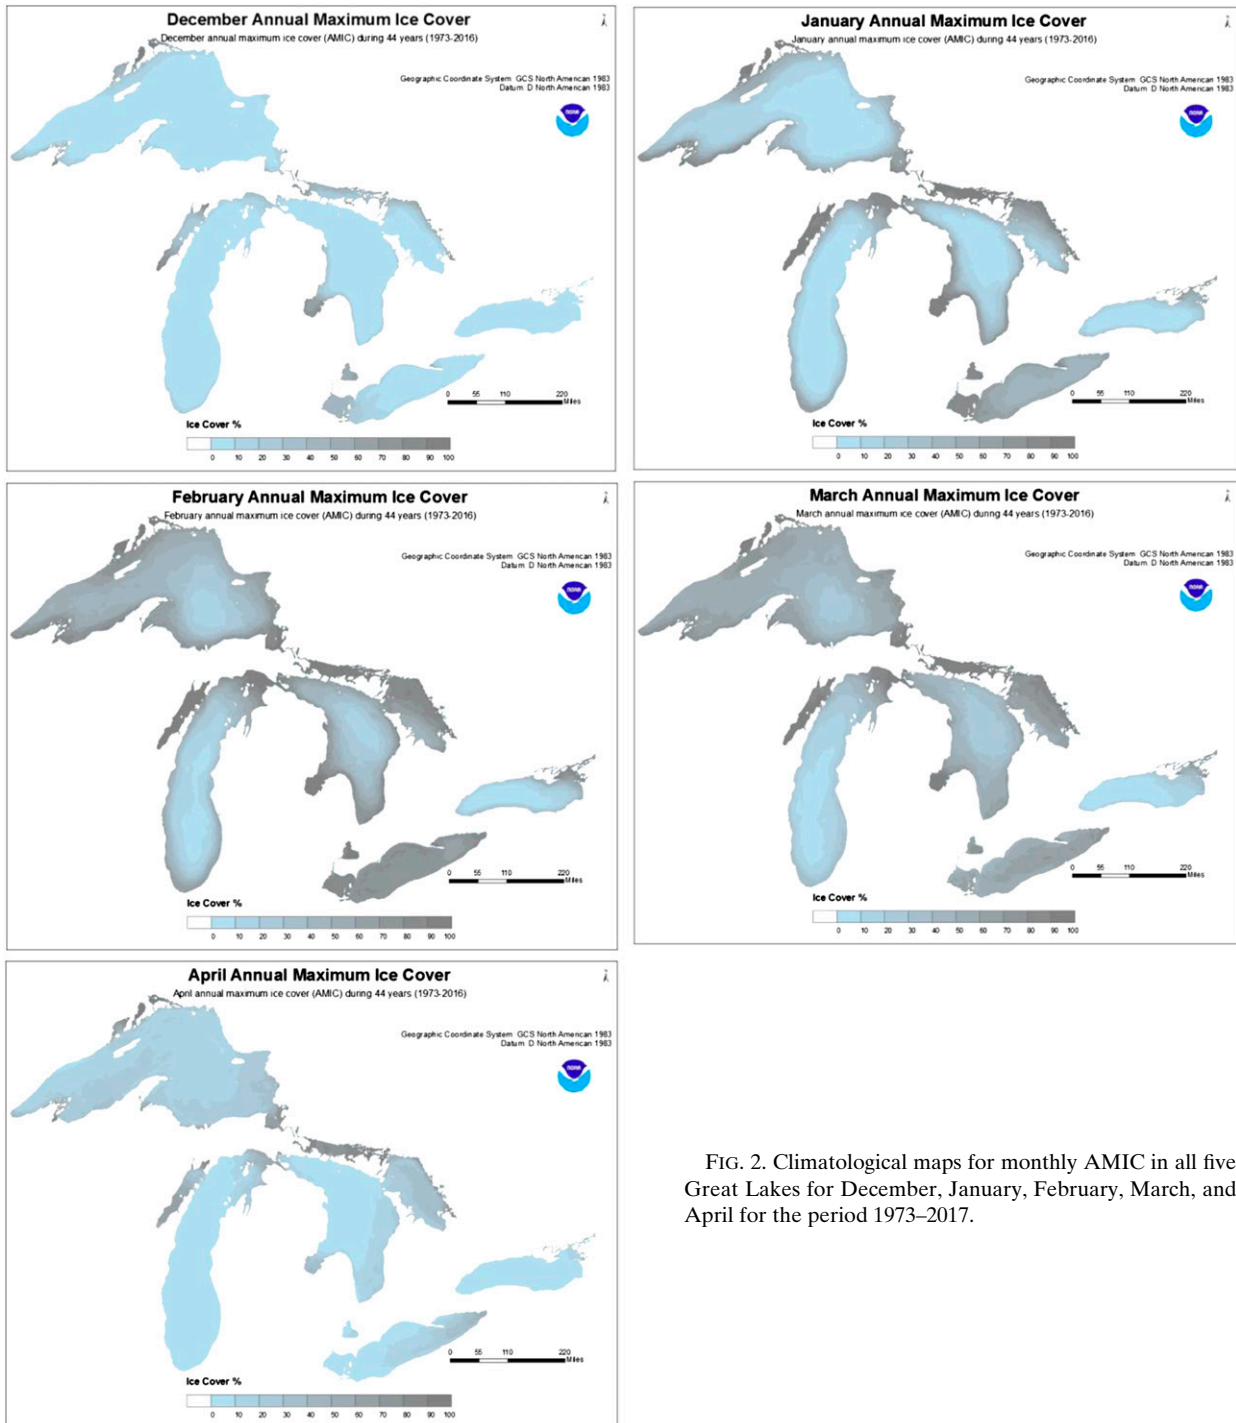 December Annual Maximum Ice Cover
December annual maximum ice cover (AMIC) during 44 years (1973-2016)
Geographic Coordinate System GCS North American 1983
Datum D North American 1983
noaa
0 55 110 220
Miles
Ice Cover %
0 10 20 30 40 50 60 70 80 90 100
January Annual Maximum Ice Cover
January annual maximum ice cover (AMIC) during 44 years (1973-2016)
Geographic Coordinate System GCS North American 1983
Datum D North American 1983
noaa
0 55 110 220
Miles
Ice Cover %
0 10 20 30 40 50 60 70 80 90 100
February Annual Maximum Ice Cover
February annual maximum ice cover (AMIC) during 44 years (1973-2016)
Geographic Coordinate System GCS North American 1983
Datum D North American 1983
noaa
0 55 110 220
Miles
Ice Cover %
0 10 20 30 40 50 60 70 80 90 100
March Annual Maximum Ice Cover
March annual maximum ice cover (AMIC) during 44 years (1973-2016)
Geographic Coordinate System GCS North American 1983
Datum D North American 1983
noaa
0 55 110 220
Miles
Ice Cover %
0 10 20 30 40 50 60 70 80 90 100
April Annual Maximum Ice Cover
April annual maximum ice cover (AMIC) during 44 years (1973-2016)
Geographic Coordinate System GCS North American 1983
Datum D North American 1983
noaa
0 55 110 220
Miles
Ice Cover %
0 10 20 30 40 50 60 70 80 90 100
FIG. 2. Climatological maps for monthly AMIC in all five
Great Lakes for December, January, February, March, and
April for the period 1973–2017.